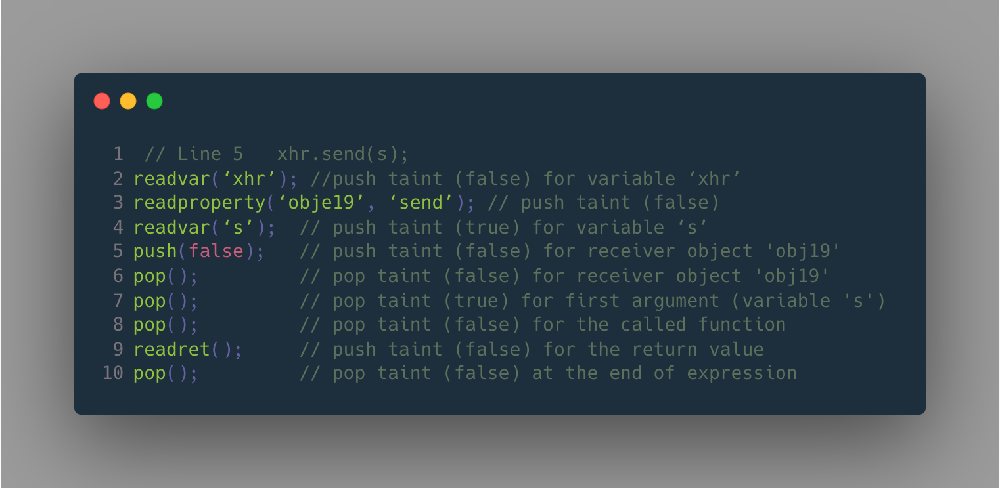 1 // Line 5   xhr.send(s);
2 readvar(‘xhr’); //push taint (false) for variable ‘xhr’
3 readproperty(‘obje19’, ‘send’); // push taint (false)
4 readvar(‘s’);  // push taint (true) for variable ‘s’
5 push(false);   // push taint (false) for receiver object 'obj19'
6 pop();         // pop taint (false) for receiver object 'obj19'
7 pop();         // pop taint (true) for first argument (variable 's')
8 pop();         // pop taint (false) for the called function
9 readret();     // push taint (false) for the return value
10 pop();         // pop taint (false) at the end of expression